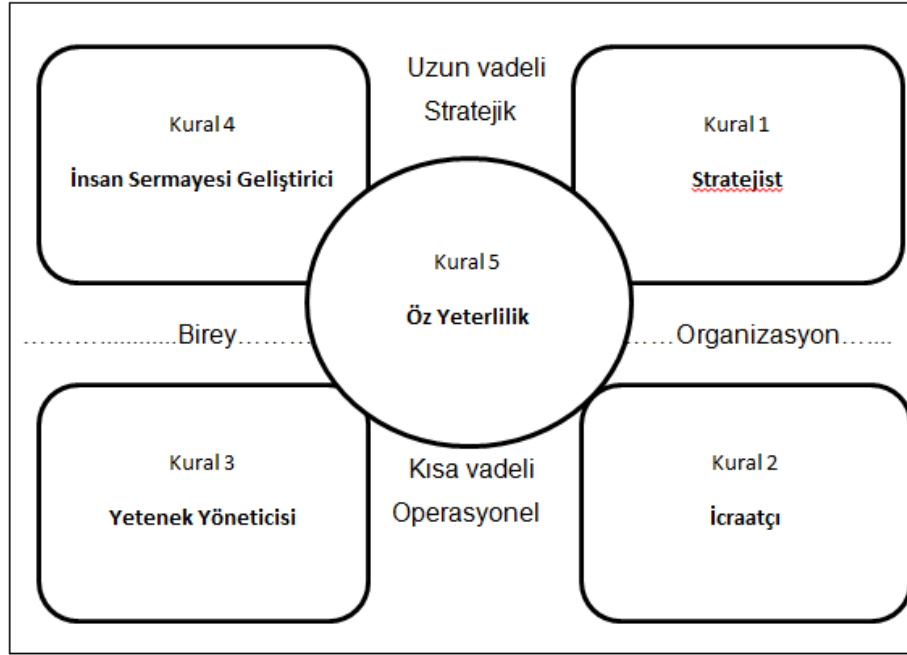 Uzun vadeli
Stratejik
Kural 4
İnsan Sermayesi Geliştirici
Kural 1
Stratejist
Kural 5
Öz Yeterlilik
………...........Birey……..
……Organizasyon…....
Kural 3
Yetenek Yöneticisi
Kısa vadeli
Operasyonel
Kural 2
İcraatçı